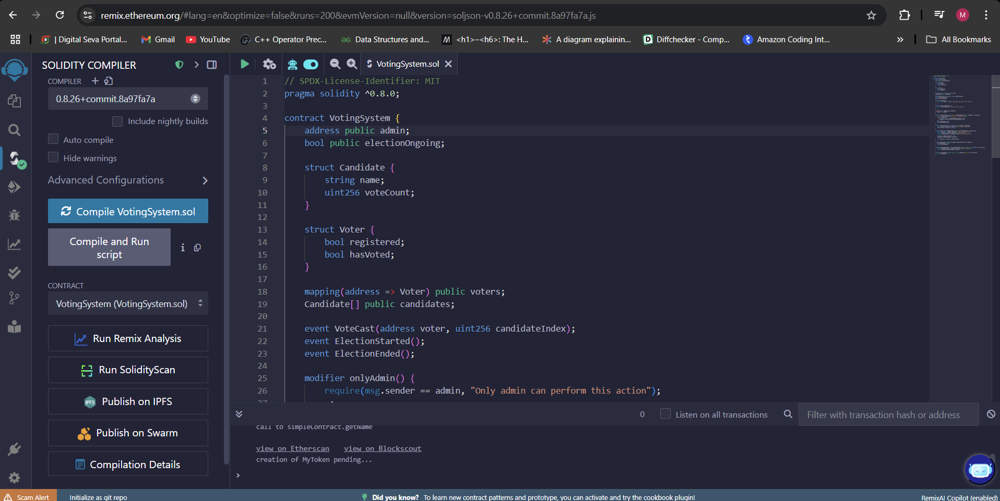 remix.ethereum.org/#lang=en&optimize=false&runs=200&evmVersion=null&version=soljson-v0.8.26+commit.8a97fa7a.js
M
| Digital Seva Portal...
Gmail
YouTube
C++ Operator Prec...
Data Structures and...
<h1>–<h6>: The H...
A diagram explainin...
Diffchecker - Comp...
Amazon Coding Int...
All Bookmarks
SOLIDITY COMPILER
COMPILER
0.8.26+commit.8a97fa7a
Include nightly builds
Auto compile
Hide warnings
Advanced Configurations
Compile VotingSystem.sol
Compile and Run
script
CONTRACT
VotingSystem (VotingSystem.sol)
Run Remix Analysis
Run SolidityScan
IPFS
Publish on IPFS
Publish on Swarm
Compilation Details
VotingSystem.sol
1 // SPDX-License-Identifier: MIT
2 pragma solidity ^0.8.0;
3
4 contract VotingSystem {
5 address public admin;
6 bool public electionOngoing;
7
8 struct Candidate {
9 string name;
10 uint256 voteCount;
11 }
12
13 struct Voter {
14 bool registered;
15 bool hasVoted;
16 }
17
18 mapping(address => Voter) public voters;
19 Candidate[] public candidates;
20
21 event VoteCast(address voter, uint256 candidateIndex);
22 event ElectionStarted();
23 event ElectionEnded();
24
25 modifier onlyAdmin() {
26 require(msg.sender == admin, "Only admin can perform this action");
27
0
Listen on all transactions
Filter with transaction hash or address
call to simpleContract.getName
view on Etherscan view on Blockscout
creation of MyToken pending...
>
Scam Alert
Initialize as git repo
Did you know? To learn new contract patterns and prototype, you can activate and try the cookbook plugin!
RemixAI Copilot (enabled)